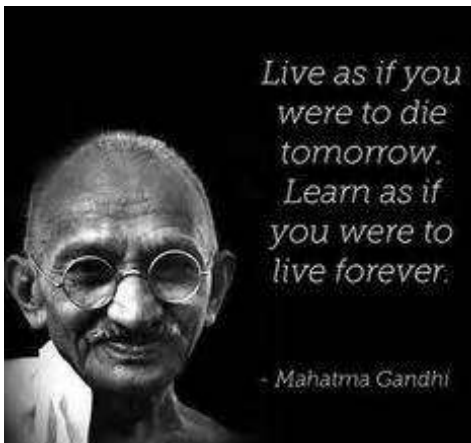 Live as if you
were to die
tomorrow.
Learn as if
you were to
live forever.
- Mahatma Gandhi